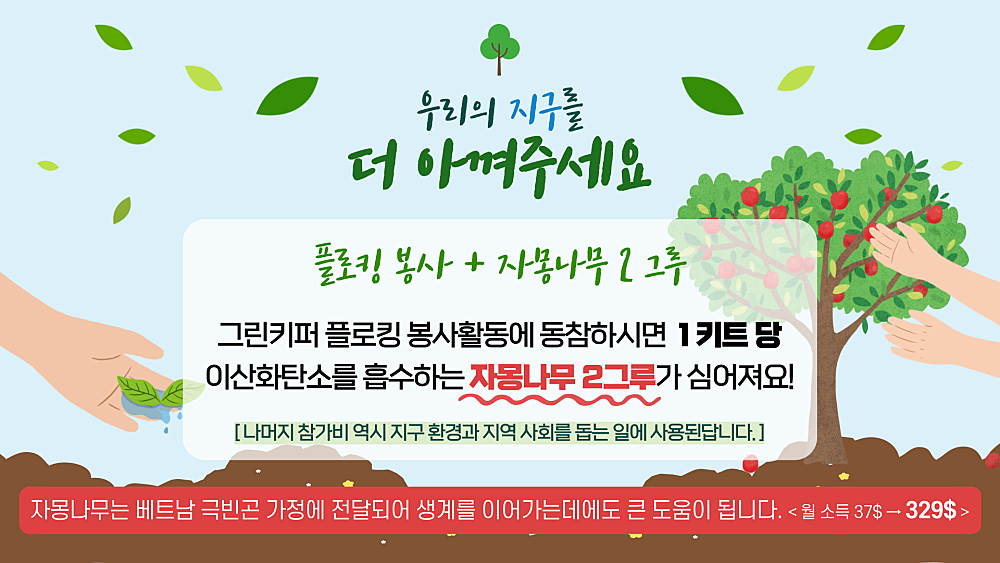 우리의 지구를
더 아껴주세요
플로킹 봉사 + 자몽나무 2 그루
그린키퍼 플로킹 봉사활동에 동참하시면 1 키트 당
이산화탄소를 흡수하는 자몽나무 2그루가 심어져요!
[ 나머지 참가비 역시 지구 환경과 지역 사회를 돕는 일에 사용된답니다. ]
자몽나무는 베트남 극빈곤 가정에 전달되어 생계를 이어가는데에도 큰 도움이 됩니다. < 월 소득 37$ → 329$ >